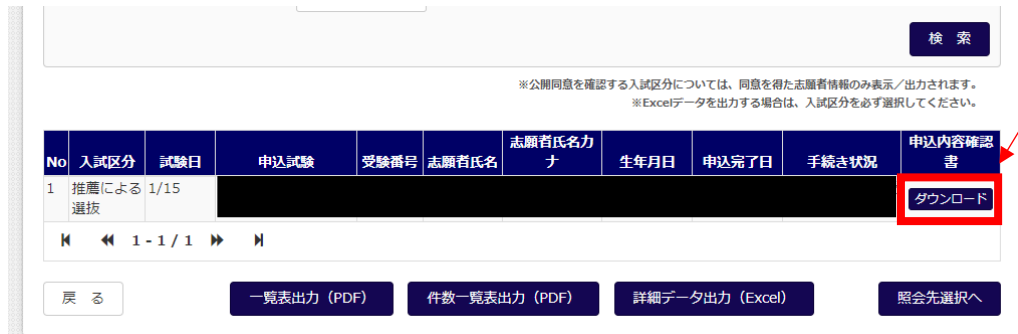 検 索
※公開同意を確認する入試区分については、同意を得た志願者情報のみ表示／出力されます。
※Excelデータを出力する場合は、入試区分を必ず選択してください。
No 入試区分 試験日 申込試験 受験番号 志願者氏名 志願者氏名カナ 生年月日 申込完了日 手続き状況 申込内容確認書
1 推薦による選抜 1/15 ダウンロード
1 - 1 / 1
戻 る 一覧表出力（PDF） 件数一覧表出力（PDF） 詳細データ出力（Excel） 照会先選択へ